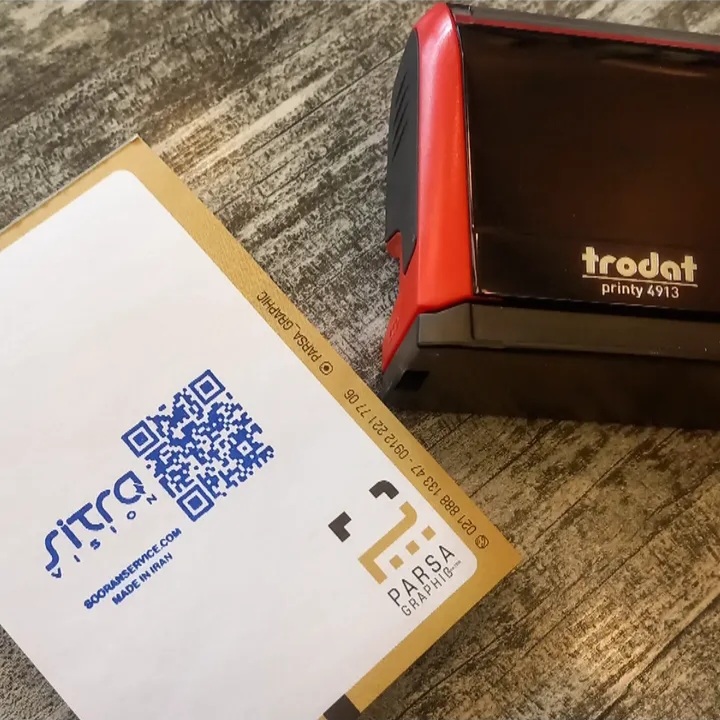 trodat
printy 4913
PARSA_GRAPHIC
021 888 133 47 - 0912 221 77 06
sitra
VISION
SOORANSERVICE.COM
MADE IN IRAN
PARSA
GRAPHIC